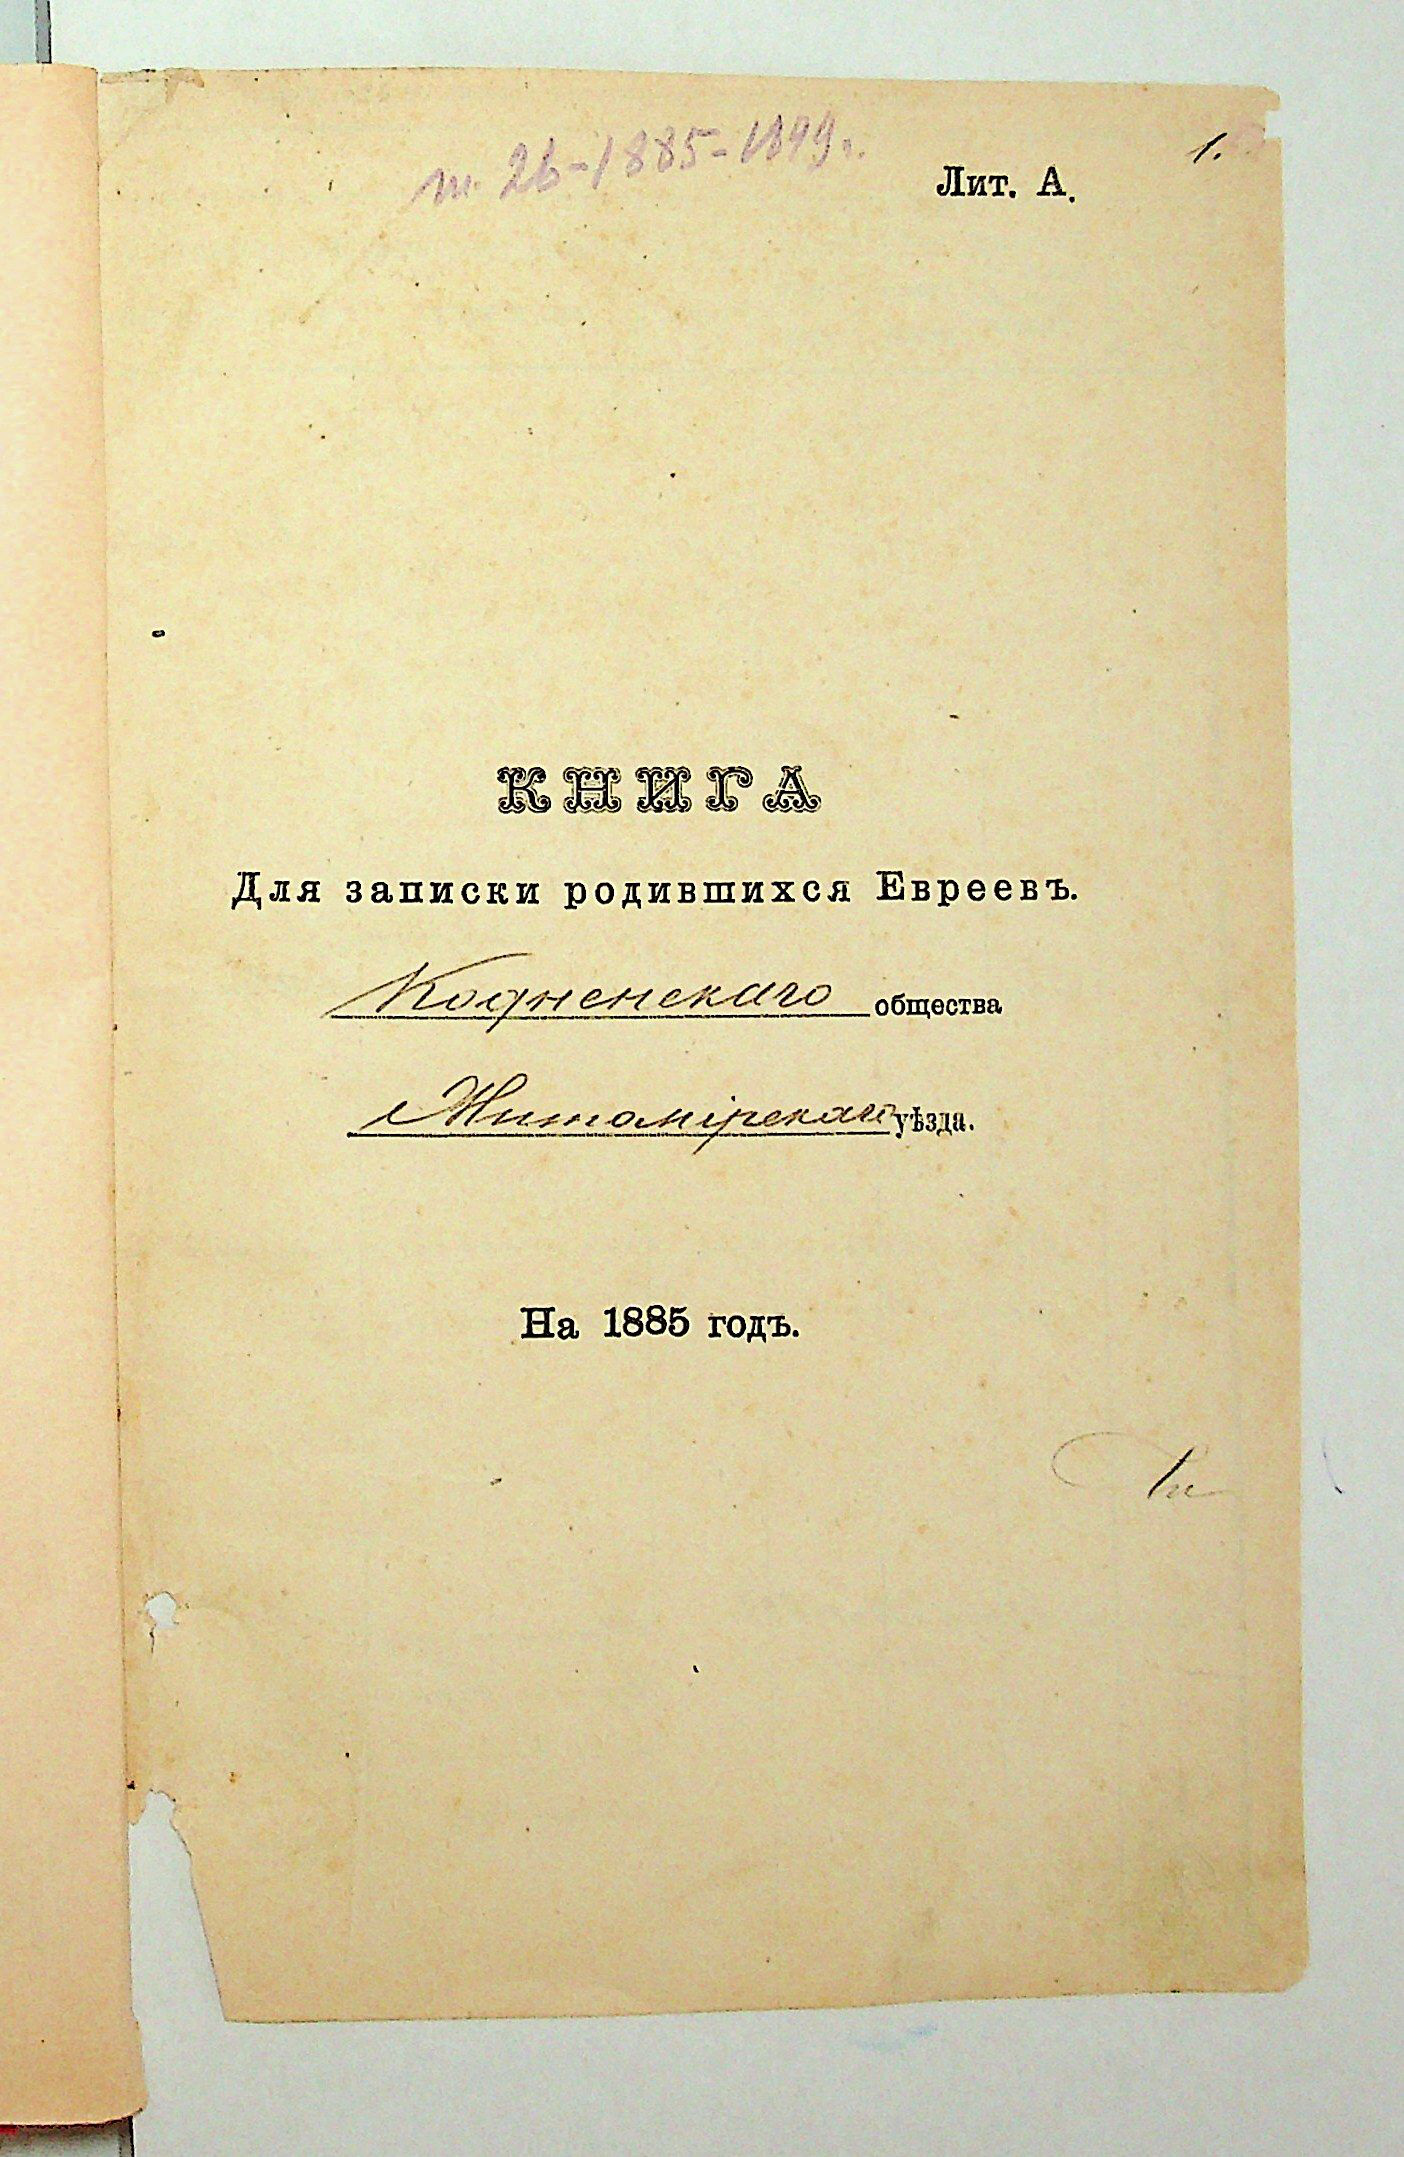 т. 26-1885-1899 г.
1.
Лит. А.
КНИГА
Для записки родившихся Евреевъ.
Кодненскаго общества
Житомірскаго уѣзда.
На 1885 годъ.